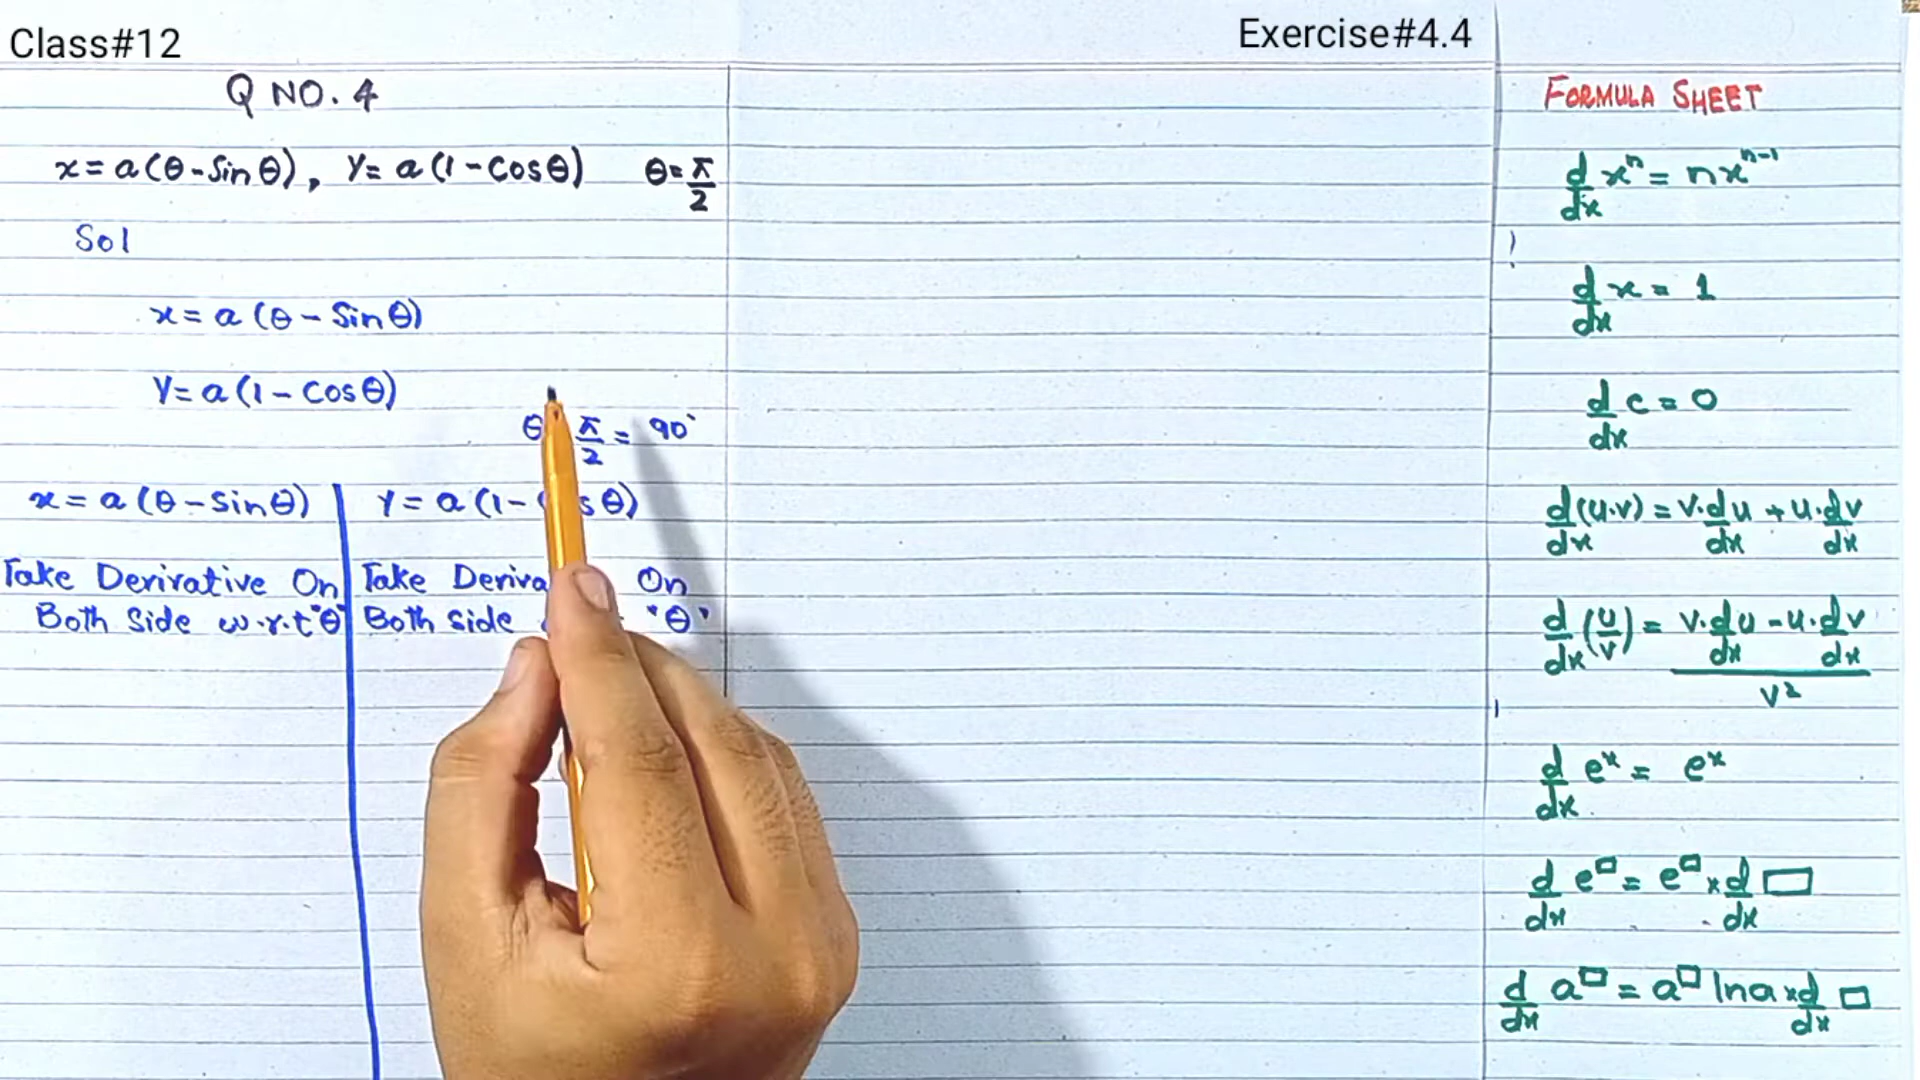 Class#12
Exercise#4.4
Q NO. 4
x = a(θ - Sinθ), Y = a(1 - Cosθ) θ = π/2
Sol
x = a(θ - Sinθ)
Y = a(1 - Cosθ)
θ π/2 = 90°
x = a(θ - Sinθ)
Take Derivative On
Both Side w.r.t "θ"
Y = a(1 - sθ)
Take On
Both Side "θ"
FORMULA SHEET
d/dx xⁿ = nxⁿ⁻¹
d/dx x = 1
d/dx c = 0
d/dx (u.v) = v.du/dx + u.dv/dx
d/dx (u/v) = (v.du/dx - u.dv/dx)/v²
d/dx eˣ = eˣ
d/dx e^□ = e^□ × d/dx □
d/dx a^□ = a^□ lna × d/dx □